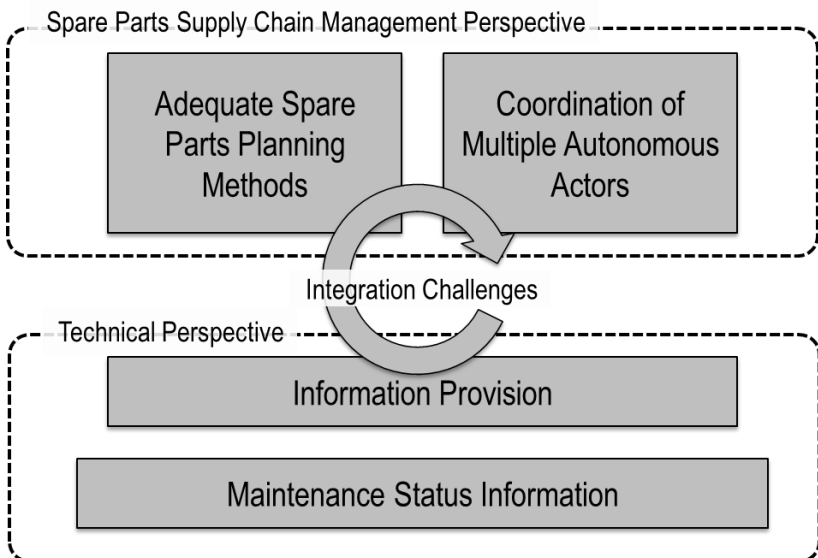 Spare Parts Supply Chain Management Perspective
Adequate Spare
Parts Planning
Methods
Coordination of
Multiple Autonomous
Actors
Integration Challenges
Technical Perspective
Information Provision
Maintenance Status Information